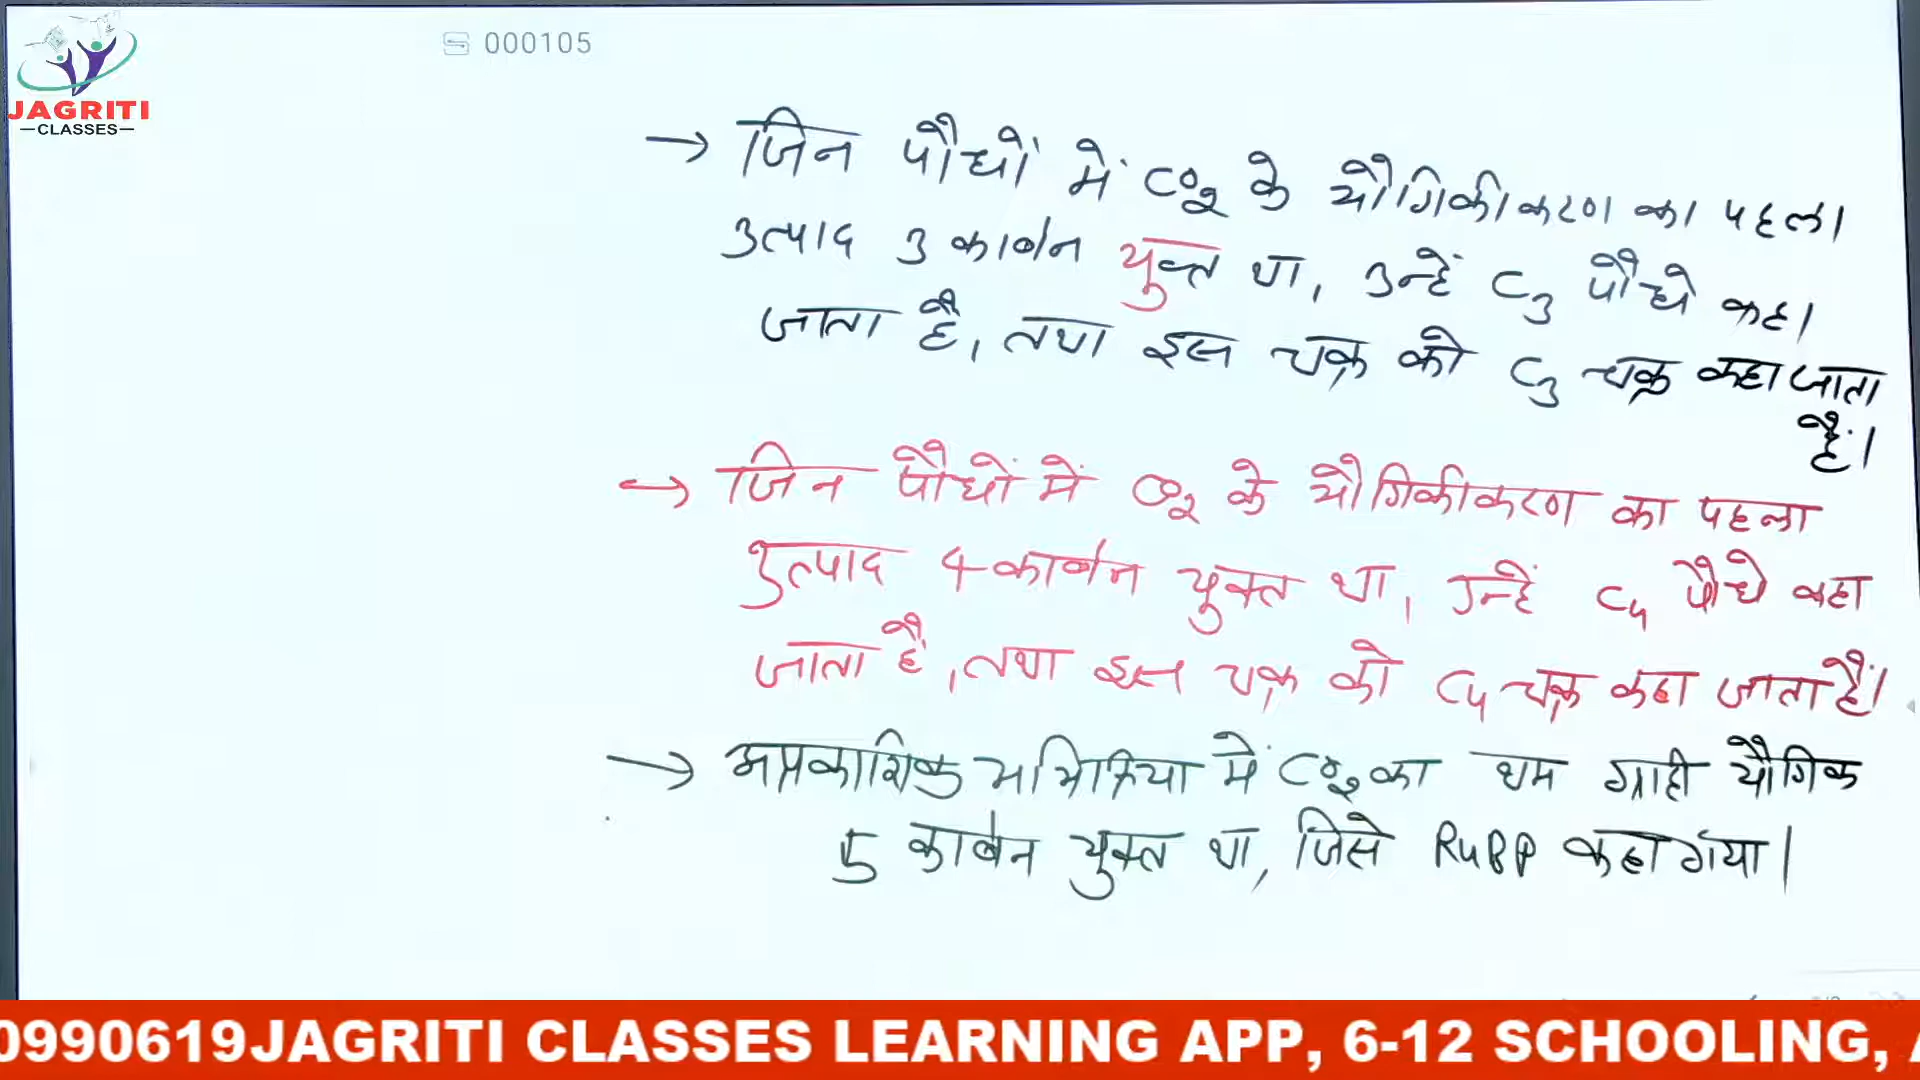 JAGRITI
CLASSES
000105
→ जिन पौधों में CO2 के यौगिकीकरण का पहला
उत्पाद 3 कार्बन युक्त था, उन्हें C3 पौधे कहा
जाता है, तथा इस चक्र को C3 चक्र कहा जाता
हैं।
→ जिन पौधों में CO2 के यौगिकीकरण का पहला
उत्पाद 4-कार्बन युक्त था, उन्हें C4 पौधे कहा
जाता है, तथा इस चक्र को C4 चक्र कहा जाता हैं।
→ अप्रकाशिक अभिक्रिया में CO2 का थम ग्राही यौगिक
5 कार्बन युक्त था, जिसे RuBP कहा गया।
0990619JAGRITI CLASSES LEARNING APP, 6-12 SCHOOLING,